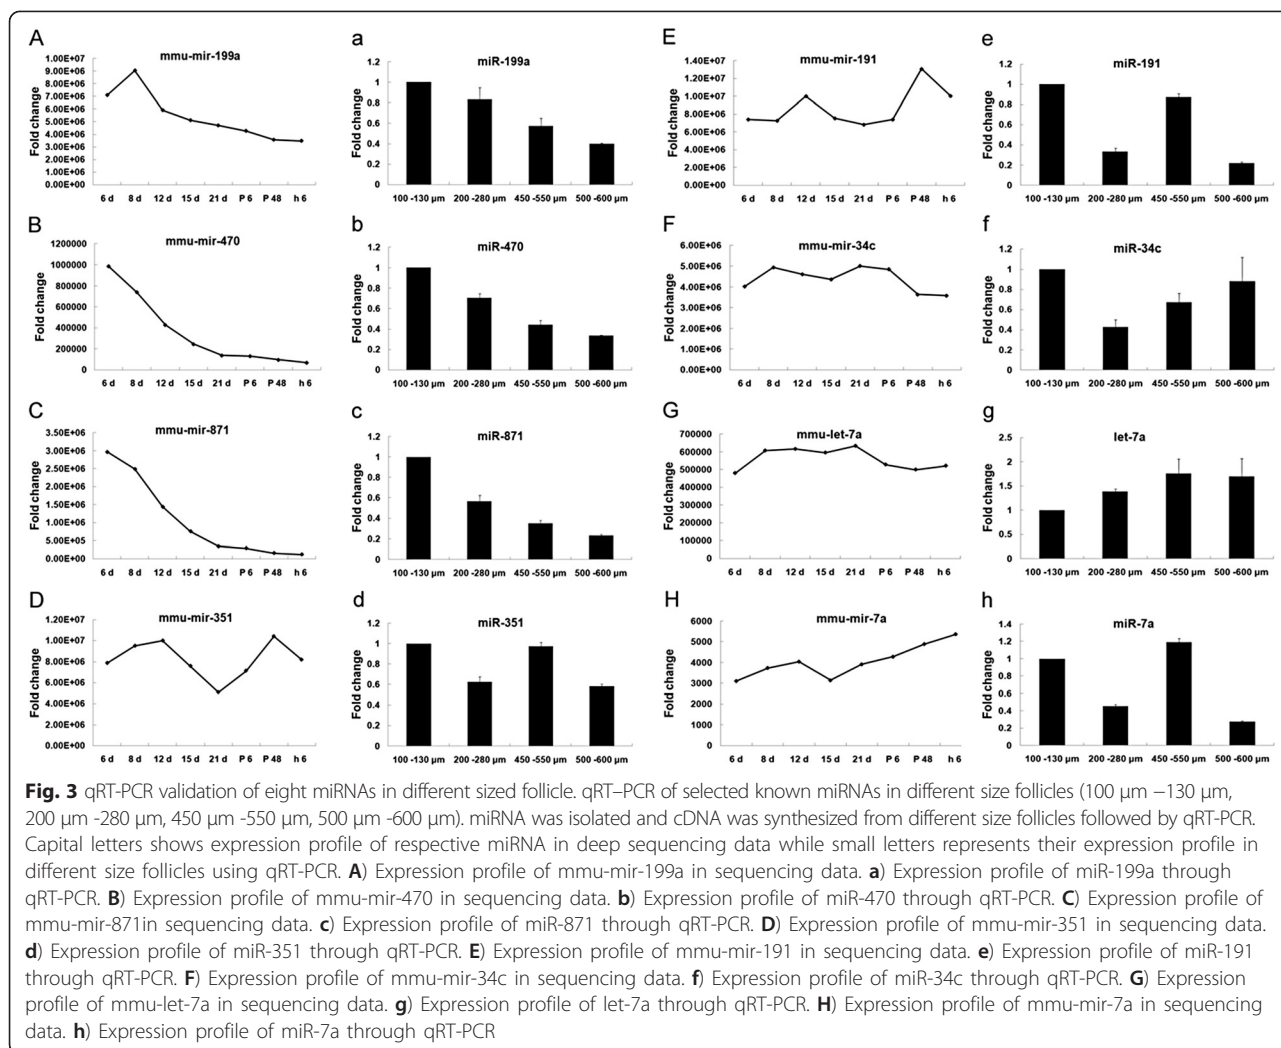 A
mmu-mir-199a
Fold change
1.00E+07
9.00E+06
8.00E+06
7.00E+06
6.00E+06
5.00E+06
4.00E+06
3.00E+06
2.00E+06
1.00E+06
0.00E+00
6 d 8 d 12 d 15 d 21 d P 6 P 48 h 6
a
miR-199a
Fold change
1.2
1
0.8
0.6
0.4
0.2
0
100 -130 µm 200 -280 µm 450 -550 µm 500 -600 µm
E
mmu-mir-191
Fold change
1.40E+07
1.20E+07
1.00E+07
8.00E+06
6.00E+06
4.00E+06
2.00E+06
0.00E+00
6 d 8 d 12 d 15 d 21 d P 6 P 48 h 6
e
miR-191
Fold change
1.2
1
0.8
0.6
0.4
0.2
0
100 -130 µm 200 -280 µm 450 -550 µm 500 -600 µm
B
mmu-mir-470
Fold change
1200000
1000000
800000
600000
400000
200000
0
6 d 8 d 12 d 15 d 21 d P 6 P 48 h 6
b
miR-470
Fold change
1.2
1
0.8
0.6
0.4
0.2
0
100 -130 µm 200 -280 µm 450 -550 µm 500 -600 µm
F
mmu-mir-34c
Fold change
6.00E+06
5.00E+06
4.00E+06
3.00E+06
2.00E+06
1.00E+06
0.00E+00
6 d 8 d 12 d 15 d 21 d P 6 P 48 h 6
f
miR-34c
Fold change
1.2
1
0.8
0.6
0.4
0.2
0
100 -130 µm 200 -280 µm 450 -550 µm 500 -600 µm
C
mmu-mir-871
Fold change
3.50E+06
3.00E+06
2.50E+06
2.00E+06
1.50E+06
1.00E+06
5.00E+05
0.00E+00
6 d 8 d 12 d 15 d 21 d P 6 P 48 h 6
c
miR-871
Fold change
1.2
1
0.8
0.6
0.4
0.2
0
100 -130 µm 200 -280 µm 450 -550 µm 500 -600 µm
G
mmu-let-7a
Fold change
700000
600000
500000
400000
300000
200000
100000
0
6 d 8 d 12 d 15 d 21 d P 6 P 48 h 6
g
let-7a
Fold change
2.5
2
1.5
1
0.5
0
100 -130 µm 200 -280 µm 450 -550 µm 500 -600 µm
D
mmu-mir-351
Fold change
1.20E+07
1.00E+07
8.00E+06
6.00E+06
4.00E+06
2.00E+06
0.00E+00
6 d 8 d 12 d 15 d 21 d P 6 P 48 h 6
d
miR-351
Fold change
1.2
1
0.8
0.6
0.4
0.2
0
100 -130 µm 200 -280 µm 450 -550 µm 500 -600 µm
H
mmu-mir-7a
Fold change
6000
5000
4000
3000
2000
1000
0
6 d 8 d 12 d 15 d 21 d P 6 P 48 h 6
h
miR-7a
Fold change
1.4
1.2
1
0.8
0.6
0.4
0.2
0
100 -130 µm 200 -280 µm 450 -550 µm 500 -600 µm
Fig. 3 qRT-PCR validation of eight miRNAs in different sized follicle. qRT–PCR of selected known miRNAs in different size follicles (100 µm –130 µm,
200 µm -280 µm, 450 µm -550 µm, 500 µm -600 µm). miRNA was isolated and cDNA was synthesized from different size follicles followed by qRT-PCR.
Capital letters shows expression profile of respective miRNA in deep sequencing data while small letters represents their expression profile in
different size follicles using qRT-PCR. A) Expression profile of mmu-mir-199a in sequencing data. a) Expression profile of miR-199a through
qRT-PCR. B) Expression profile of mmu-mir-470 in sequencing data. b) Expression profile of miR-470 through qRT-PCR. C) Expression profile of
mmu-mir-871in sequencing data. c) Expression profile of miR-871 through qRT-PCR. D) Expression profile of mmu-mir-351 in sequencing data.
d) Expression profile of miR-351 through qRT-PCR. E) Expression profile of mmu-mir-191 in sequencing data. e) Expression profile of miR-191
through qRT-PCR. F) Expression profile of mmu-mir-34c in sequencing data. f) Expression profile of miR-34c through qRT-PCR. G) Expression
profile of mmu-let-7a in sequencing data. g) Expression profile of let-7a through qRT-PCR. H) Expression profile of mmu-mir-7a in sequencing
data. h) Expression profile of miR-7a through qRT-PCR